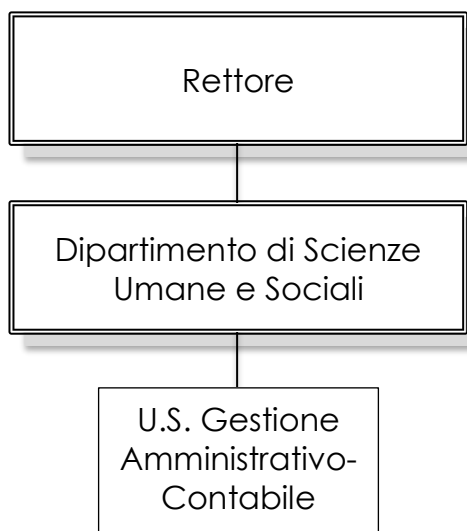 Rettore
Dipartimento di Scienze
Umane e Sociali
U.S. Gestione
Amministrativo-
Contabile